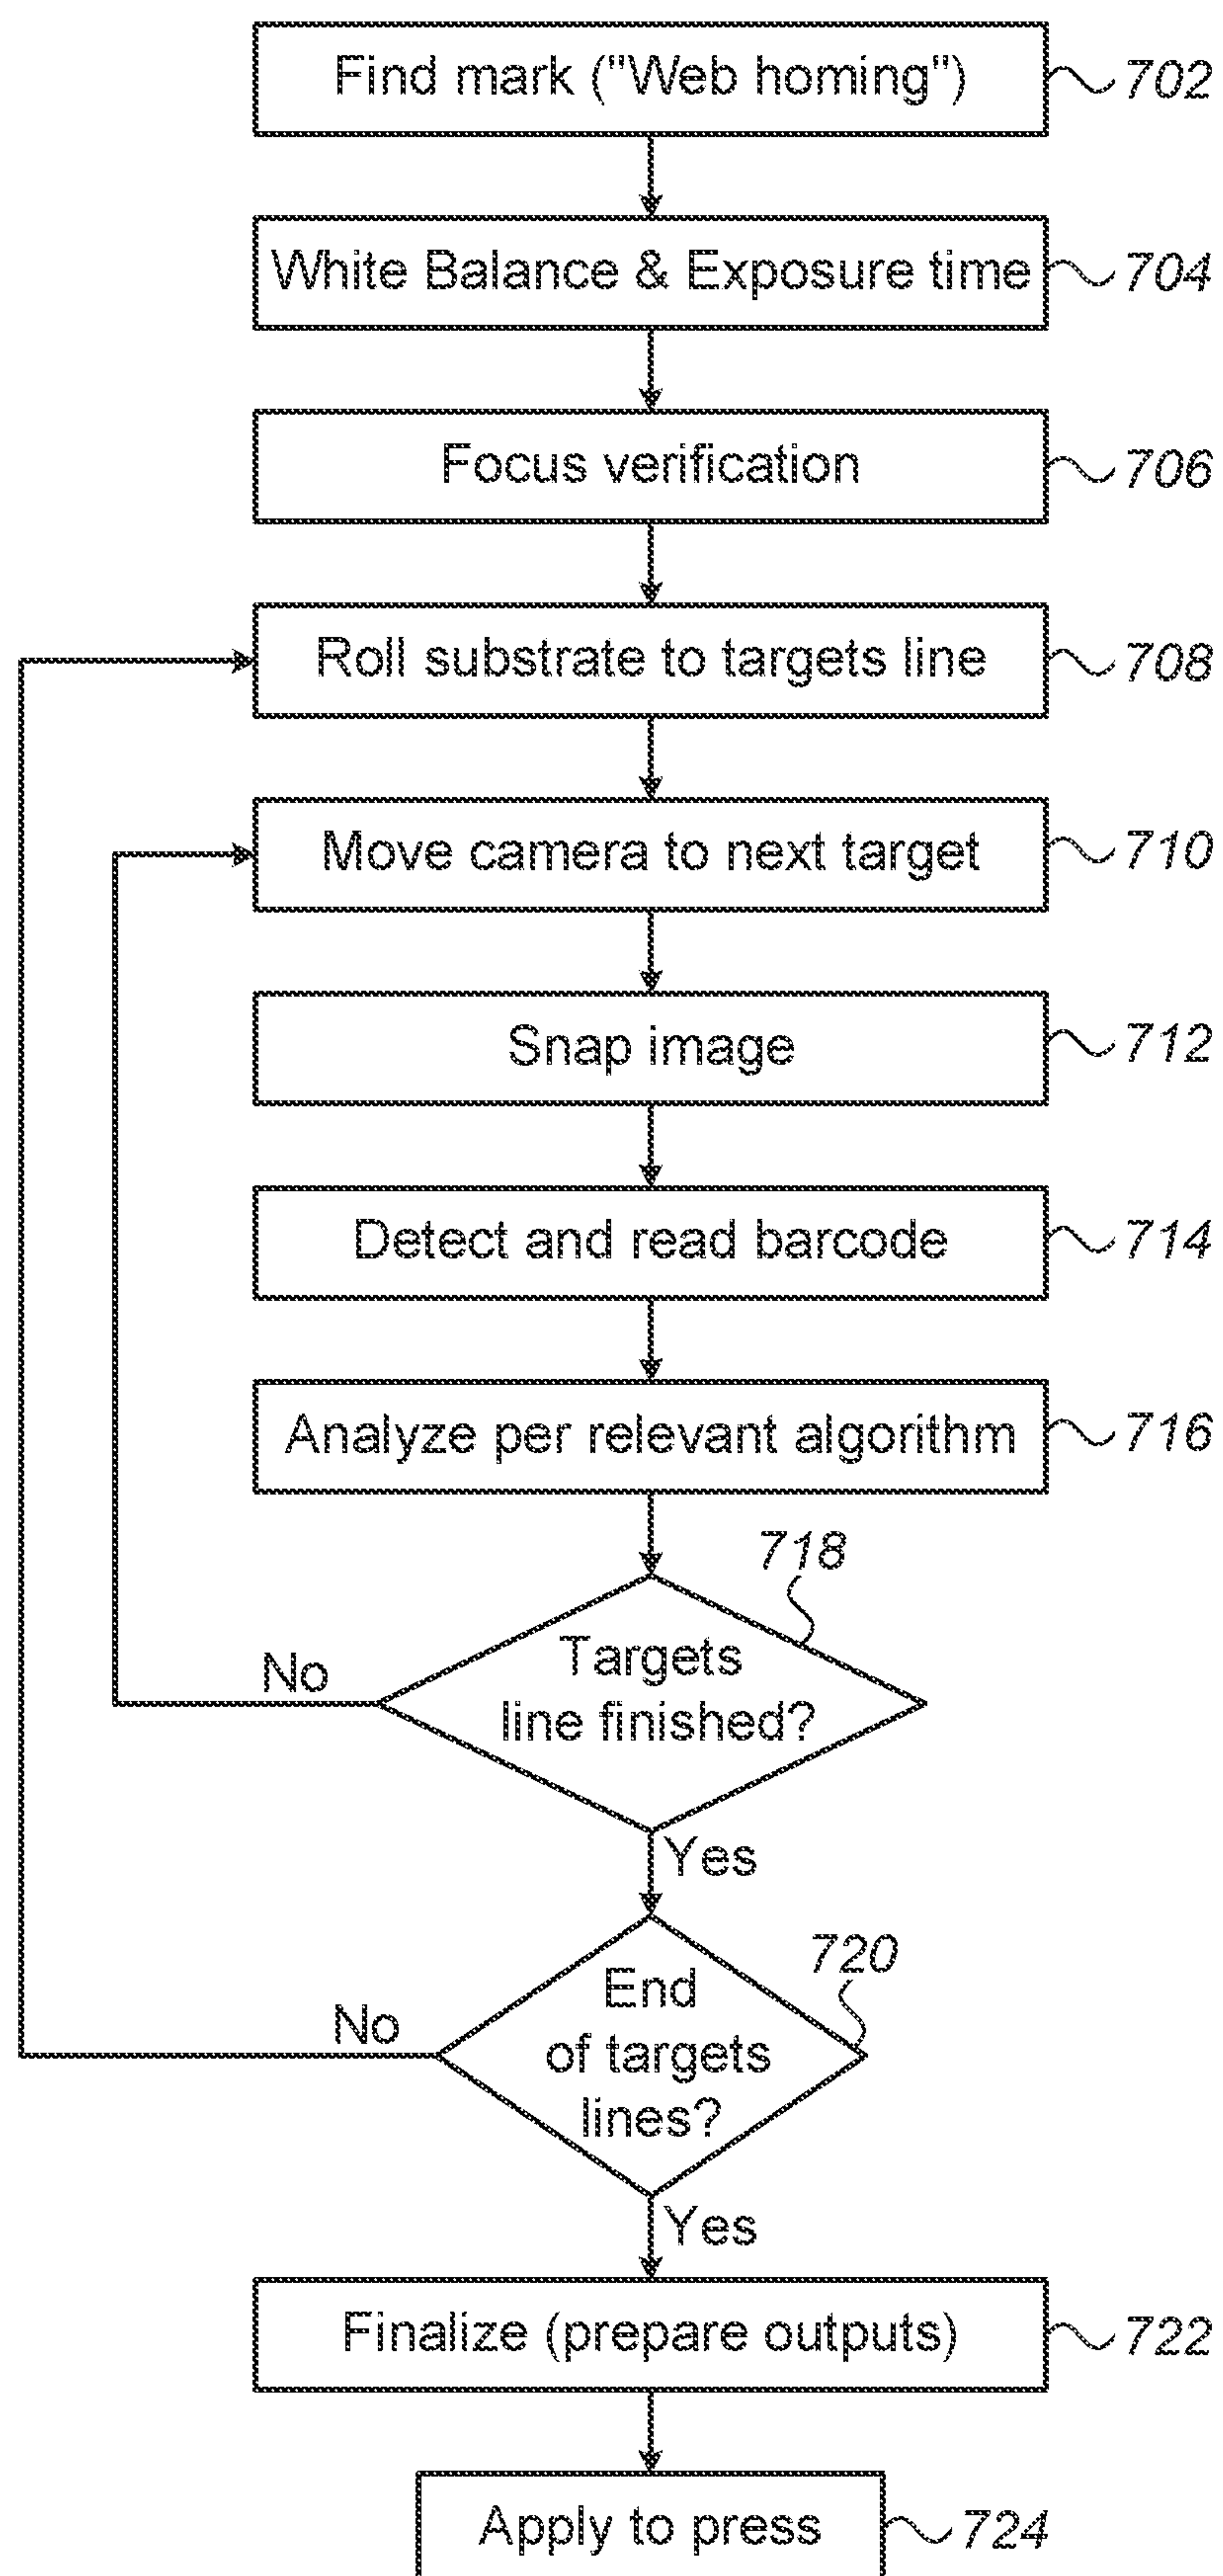 Find mark ("Web homing")
702
White Balance & Exposure time
704
Focus verification
706
Roll substrate to targets line
708
Move camera to next target
710
Snap image
712
Detect and read barcode
714
Analyze per relevant algorithm
716
718
Targets
line finished?
No
Yes
720
End
of targets
lines?
No
Yes
Finalize (prepare outputs)
722
Apply to press
724